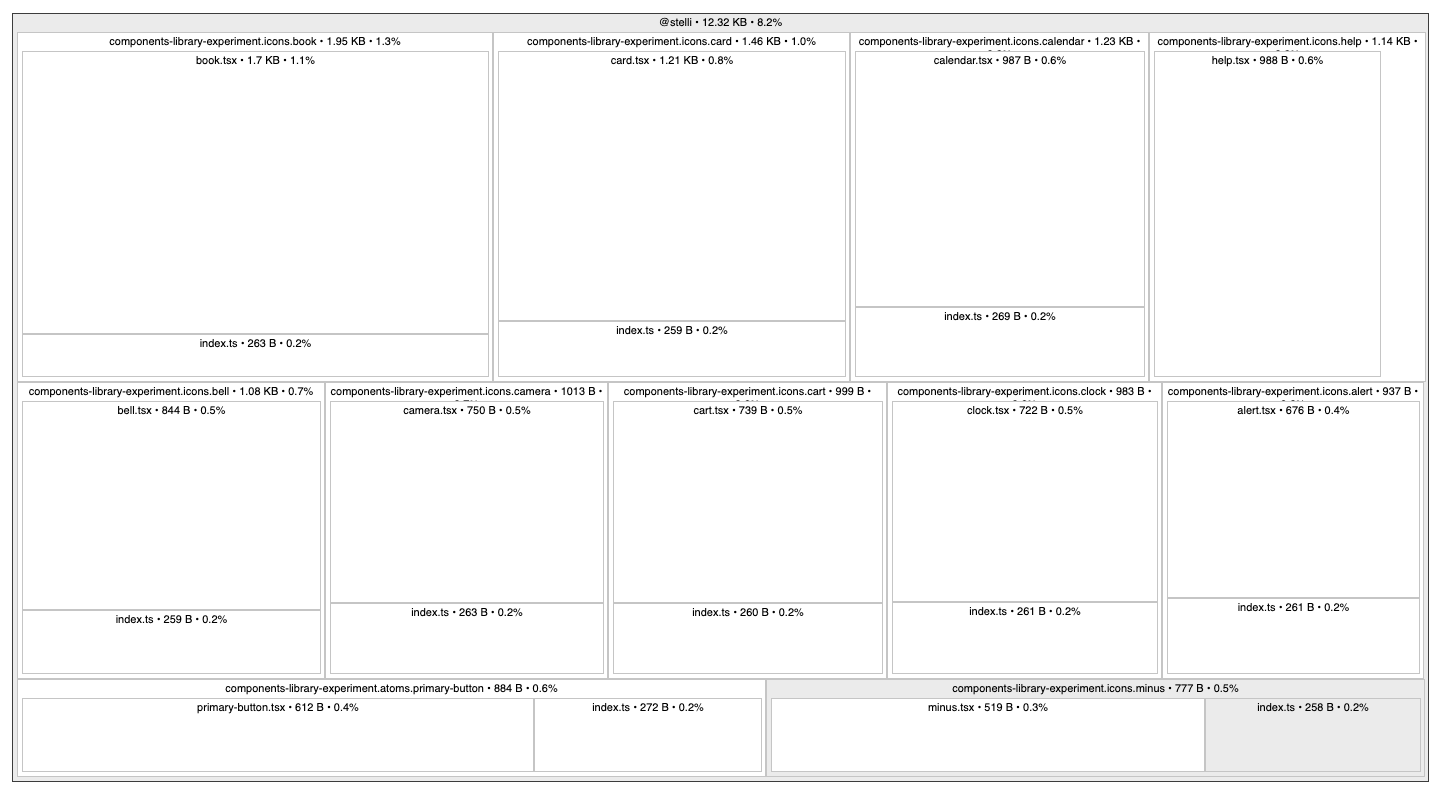 @stelli • 12.32 KB • 8.2%
components-library-experiment.icons.book • 1.95 KB • 1.3%
book.tsx • 1.7 KB • 1.1%
index.ts • 263 B • 0.2%
components-library-experiment.icons.card • 1.46 KB • 1.0%
card.tsx • 1.21 KB • 0.8%
index.ts • 259 B • 0.2%
components-library-experiment.icons.calendar • 1.23 KB •
calendar.tsx • 987 B • 0.6%
index.ts • 269 B • 0.2%
components-library-experiment.icons.help • 1.14 KB •
help.tsx • 988 B • 0.6%
components-library-experiment.icons.bell • 1.08 KB • 0.7%
bell.tsx • 844 B • 0.5%
index.ts • 259 B • 0.2%
components-library-experiment.icons.camera • 1013 B •
camera.tsx • 750 B • 0.5%
index.ts • 263 B • 0.2%
components-library-experiment.icons.cart • 999 B •
cart.tsx • 739 B • 0.5%
index.ts • 260 B • 0.2%
components-library-experiment.icons.clock • 983 B •
clock.tsx • 722 B • 0.5%
index.ts • 261 B • 0.2%
components-library-experiment.icons.alert • 937 B •
alert.tsx • 676 B • 0.4%
index.ts • 261 B • 0.2%
components-library-experiment.atoms.primary-button • 884 B • 0.6%
primary-button.tsx • 612 B • 0.4%
index.ts • 272 B • 0.2%
components-library-experiment.icons.minus • 777 B • 0.5%
minus.tsx • 519 B • 0.3%
index.ts • 258 B • 0.2%